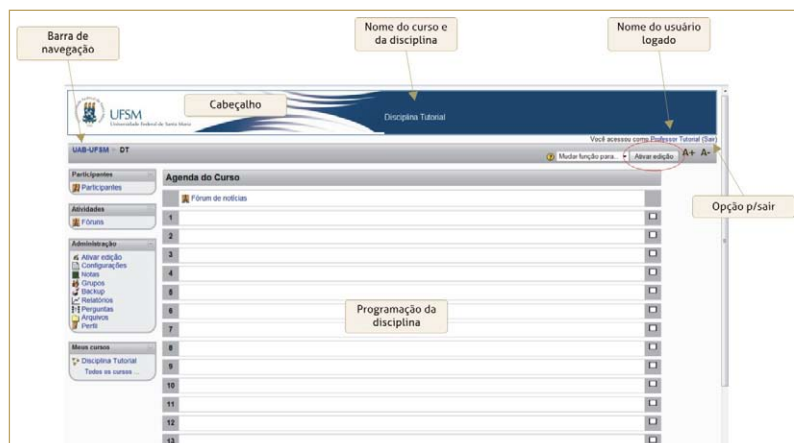 Barra de
navegação
Nome do curso e
da disciplina
Nome do usuário
logado
UFSM
Universidade Federal de Santa Maria
Cabeçalho
Disciplina Tutorial
Você acessou como Professor Tutorial (Sair)
UAB-UFSM DT
Mudar função para...
Ativar edição
A+ A-
Opção p/sair
Participantes
Participantes
Atividades
Fóruns
Administração
Ativar edição
Configurações
Notas
Grupos
Backup
Relatórios
Perguntas
Arquivos
Perfil
Meus cursos
Disciplina Tutorial
Todos os cursos ...
Agenda do Curso
Fórum de notícias
1
2
3
4
5
6
Programação da
disciplina
7
8
9
10
11
12
13